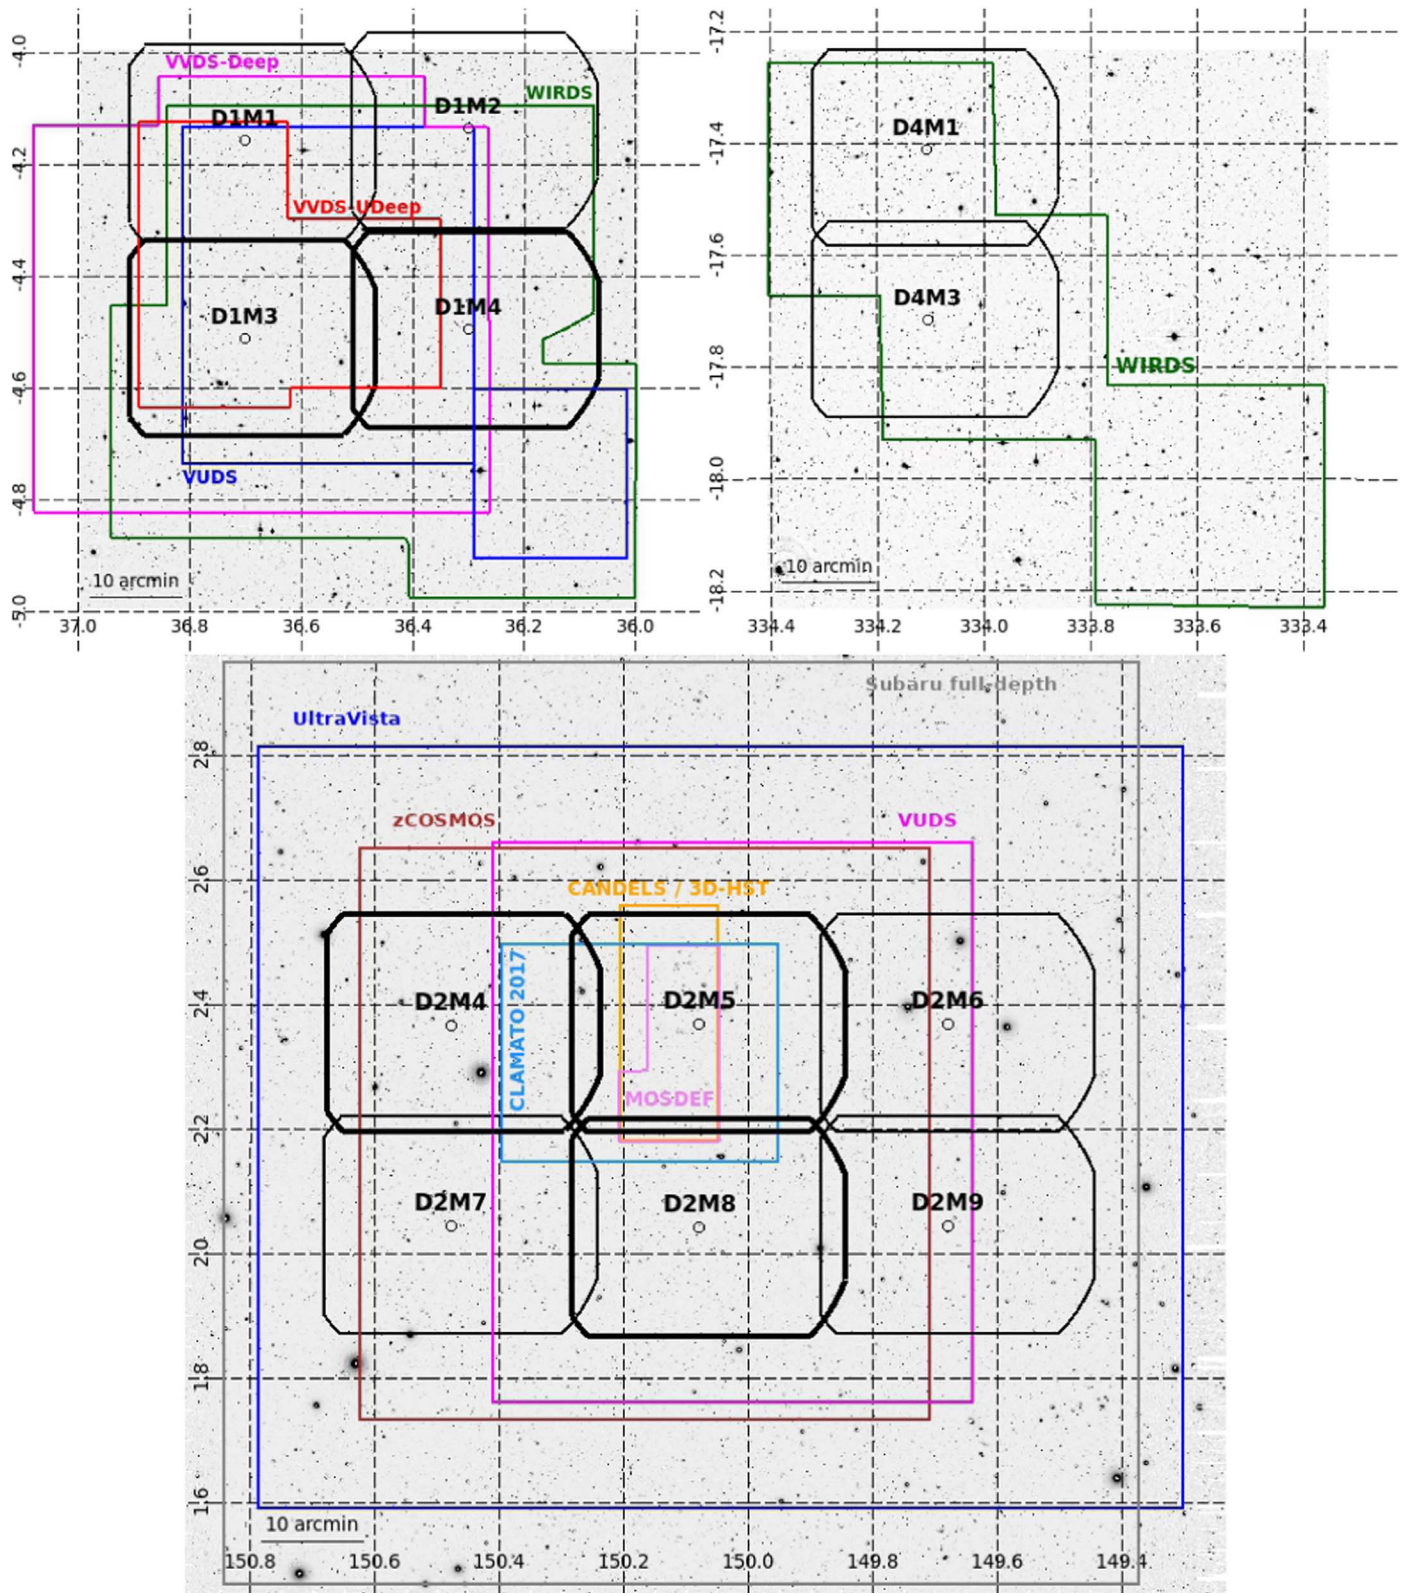 -4.0
-4.2
-4.4
-4.6
-4.8
-5.0
VVDS-Deep
WIRDS
D1M1
D1M2
VVDS-UDeep
D1M3
D1M4
VUDS
10 arcmin
37.0 36.8 36.6 36.4 36.2 36.0
-17.2
-17.4
-17.6
-17.8
-18.0
-18.2
D4M1
D4M3
WIRDS
10 arcmin
334.4 334.2 334.0 333.8 333.6 333.4
Subaru full-depth
UltraVista
2.8
2.6
2.4
2.2
2.0
1.8
1.6
zCOSMOS
VUDS
CANDELS / 3D-HST
CLAMATO 2017
D2M4
D2M5
D2M6
MOSDEF
D2M7
D2M8
D2M9
10 arcmin
150.8 150.6 150.4 150.2 150.0 149.8 149.6 149.4